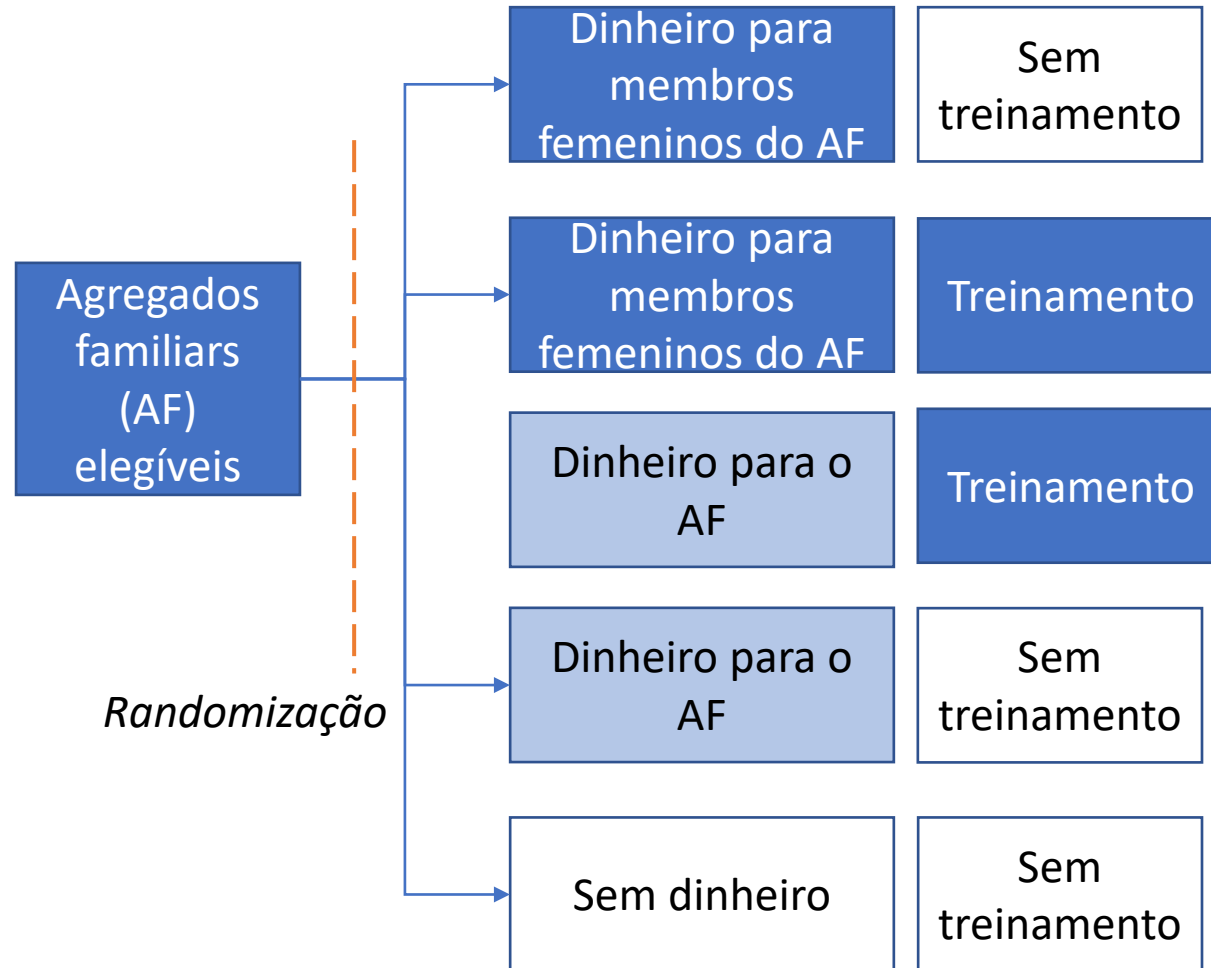 Dinheiro para
membros
femeninos do AF
Sem
treinamento
Dinheiro para
membros
femeninos do AF
Treinamento
Agregados
familiars
(AF)
elegíveis
Dinheiro para o
AF
Treinamento
Dinheiro para o
AF
Sem
treinamento
Randomização
Sem dinheiro
Sem
treinamento